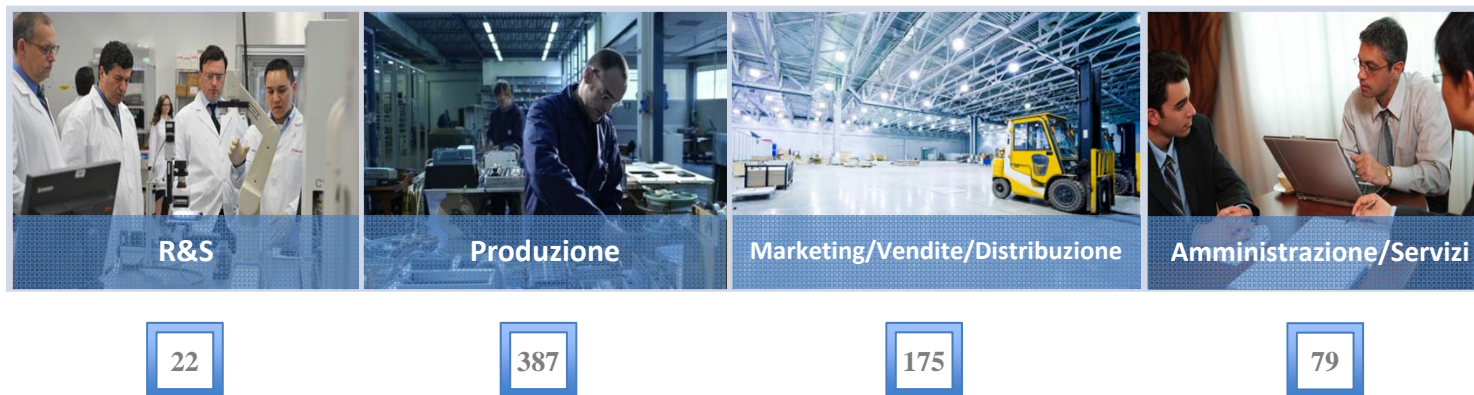 R&S
Produzione
Marketing/Vendite/Distribuzione
Amministrazione/Servizi
22
387
175
79